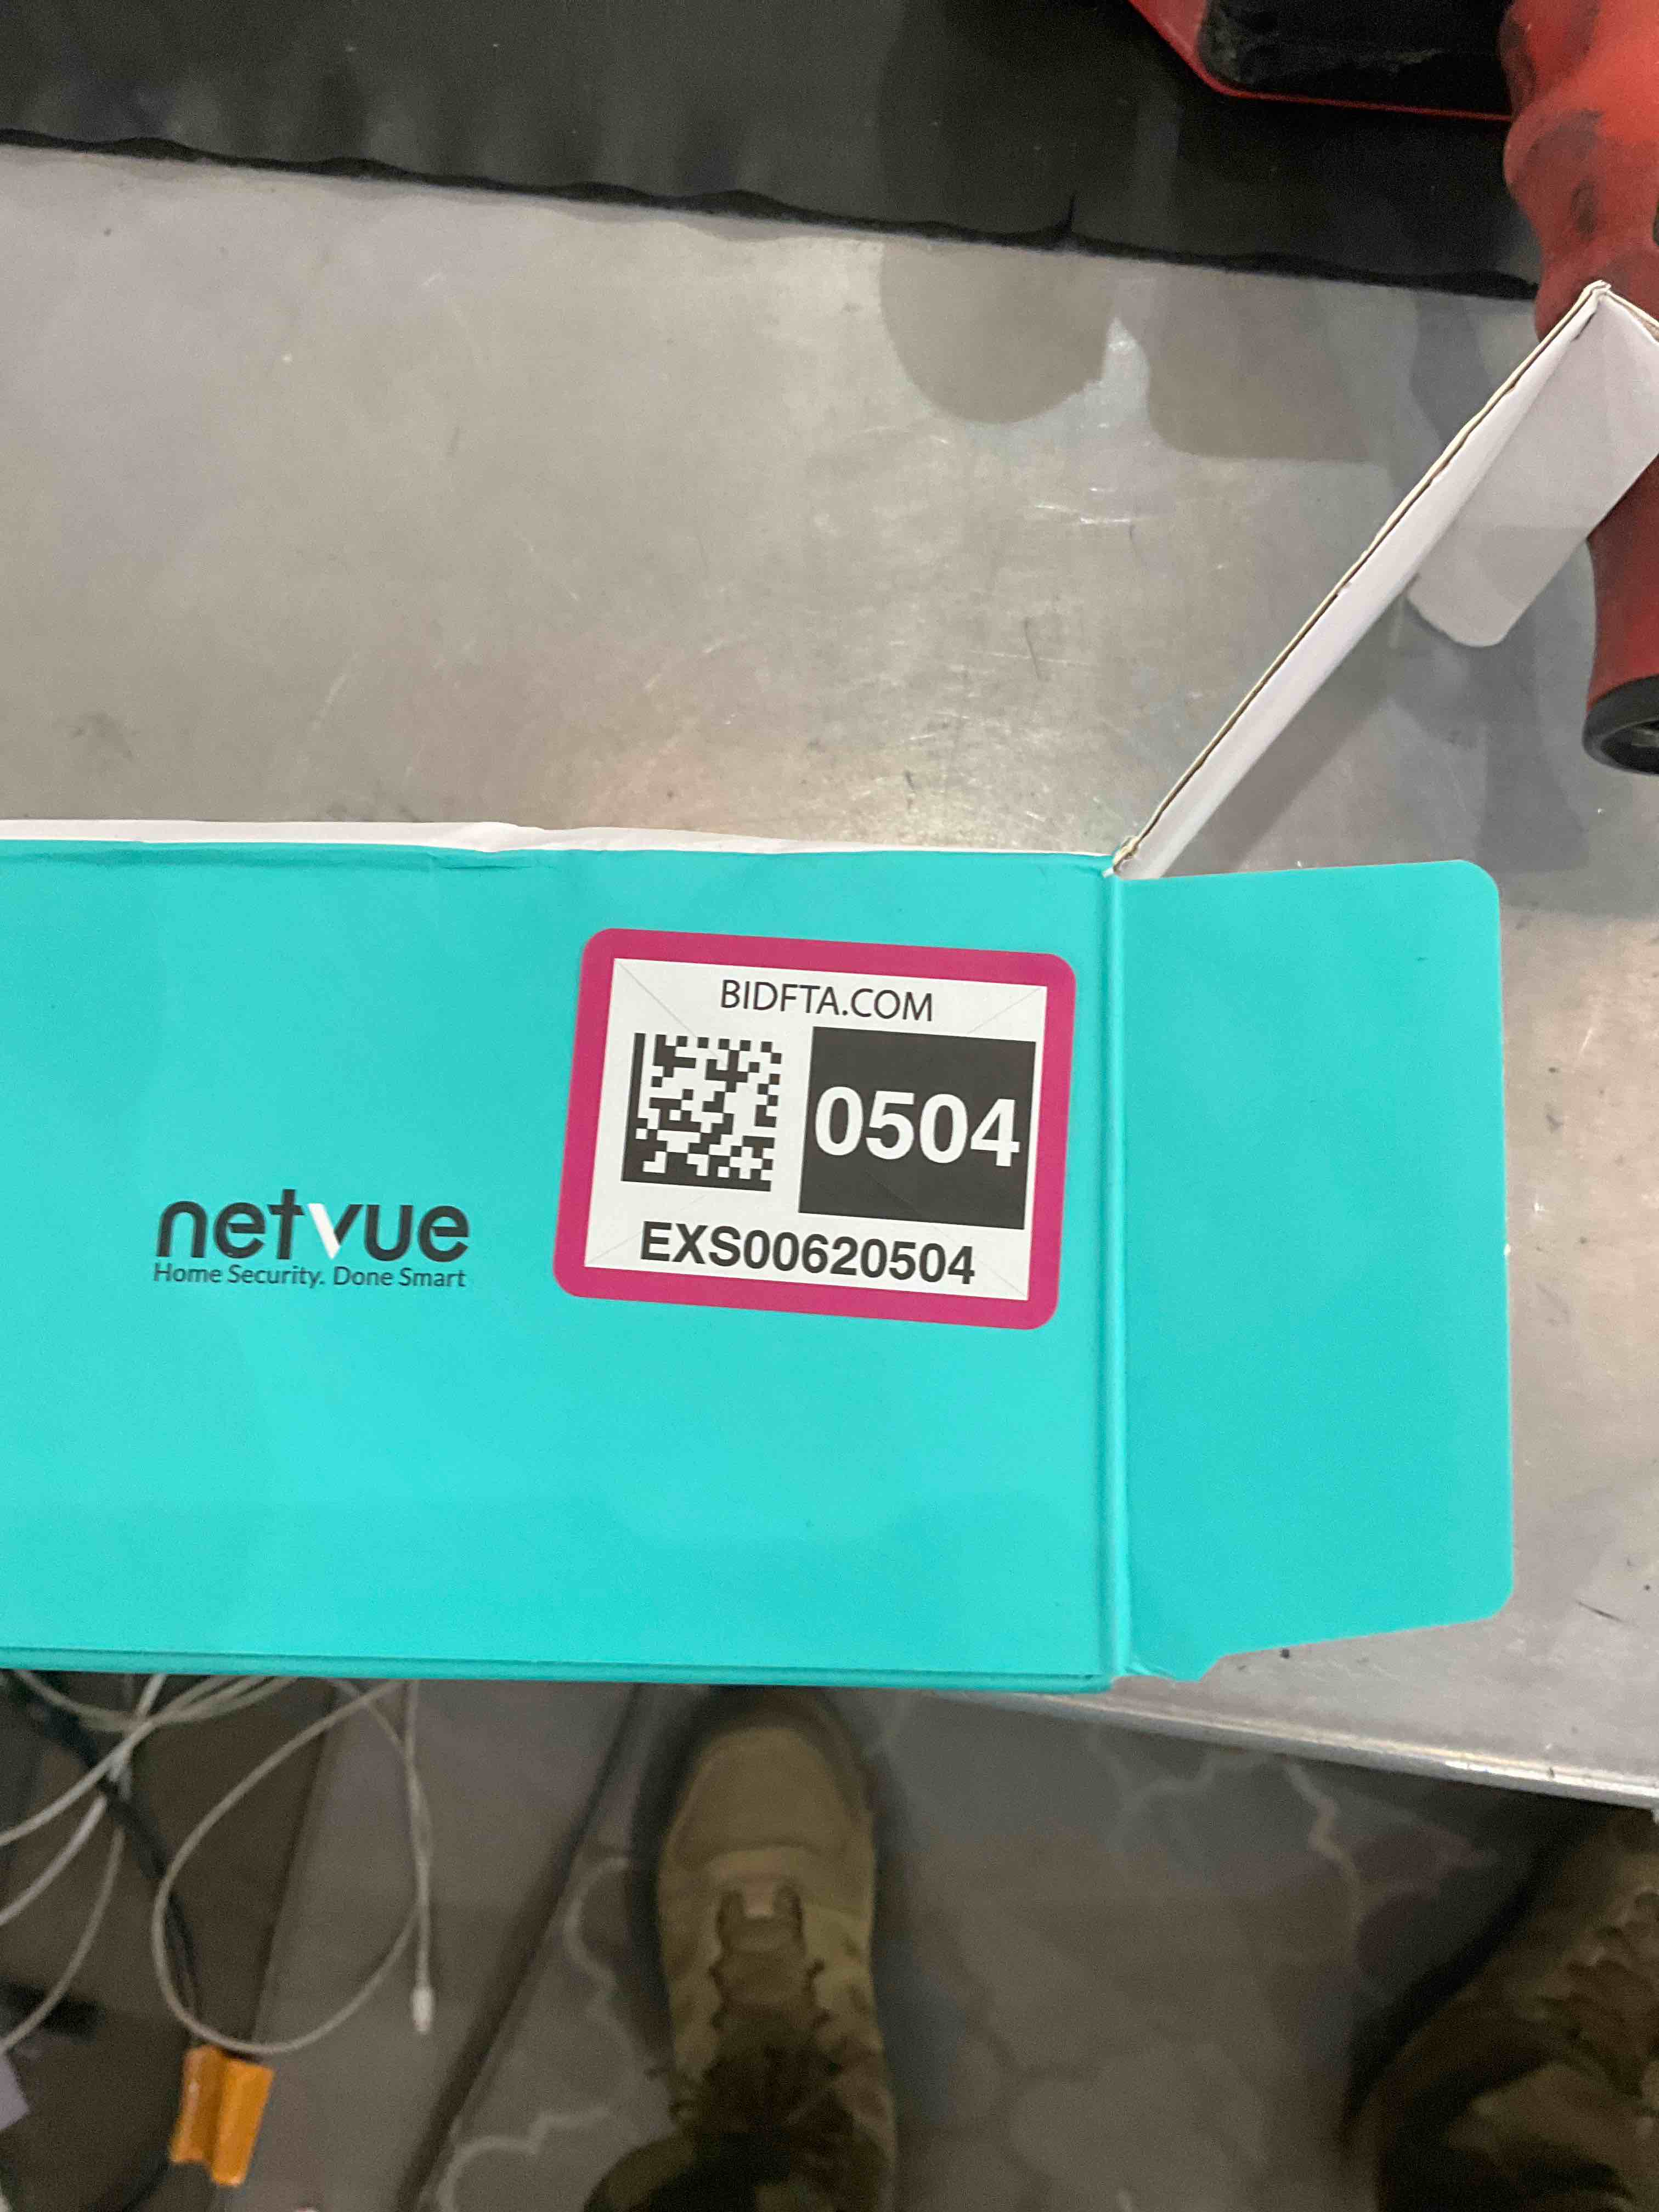 BIDFTA.COM
0504
EXS00620504
netvue
Home Security. Done Smart